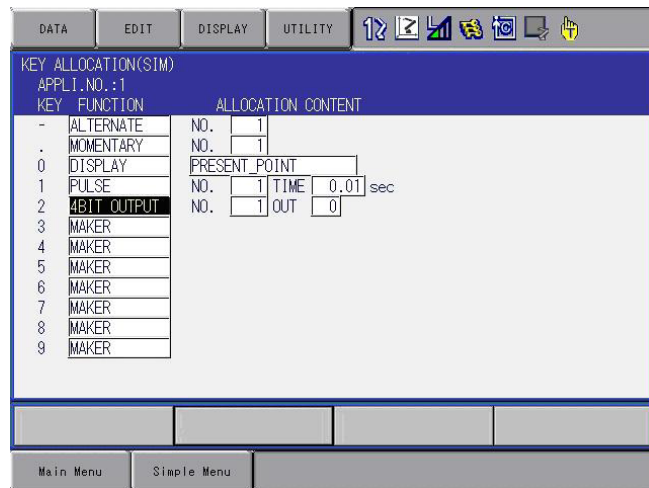 DATA EDIT DISPLAY UTILITY
KEY ALLOCATION(SIM)
APPLI.NO.:1
KEY FUNCTION ALLOCATION CONTENT
- ALTERNATE NO. 1
. MOMENTARY NO. 1
0 DISPLAY PRESENT_POINT
1 PULSE NO. 1 TIME 0.01 sec
2 4BIT OUTPUT NO. 1 OUT 0
3 MAKER
4 MAKER
5 MAKER
6 MAKER
7 MAKER
8 MAKER
9 MAKER
Main Menu Simple Menu